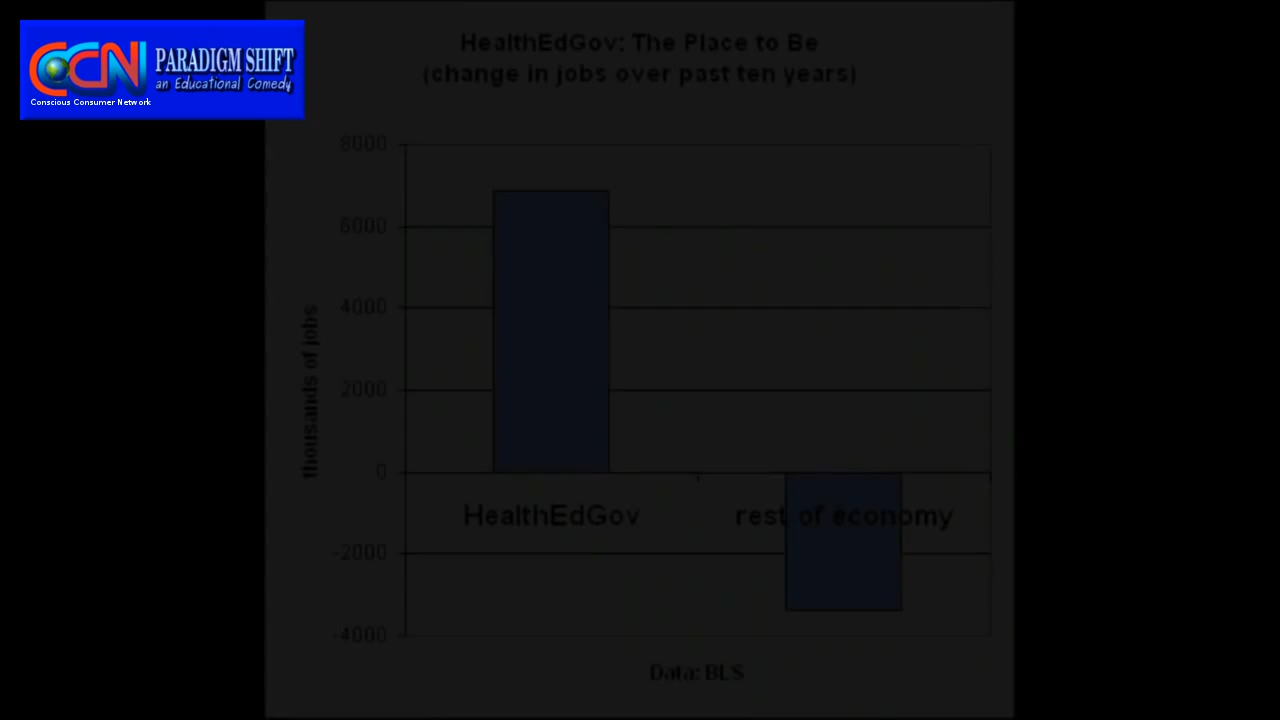 CCN PARADIGM SHIFT
an Educational Comedy
Conscious Consumer Network
HealthEdGov: The Place to Be
(change in jobs over past ten years)
8000
6000
4000
2000
0
-2000
-4000
thousands of jobs
HealthEdGov
rest of economy
Data: BLS